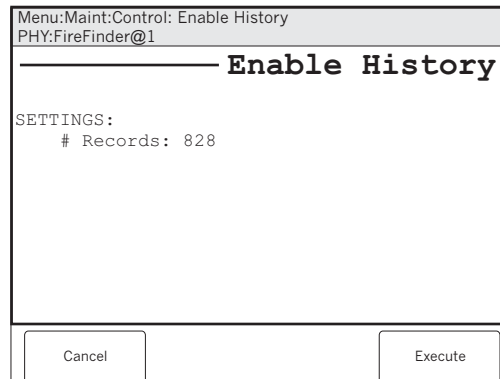 Menu:Maint:Control: Enable History
PHY:FireFinder@1
Enable History
SETTINGS:
# Records: 828
Cancel
Execute